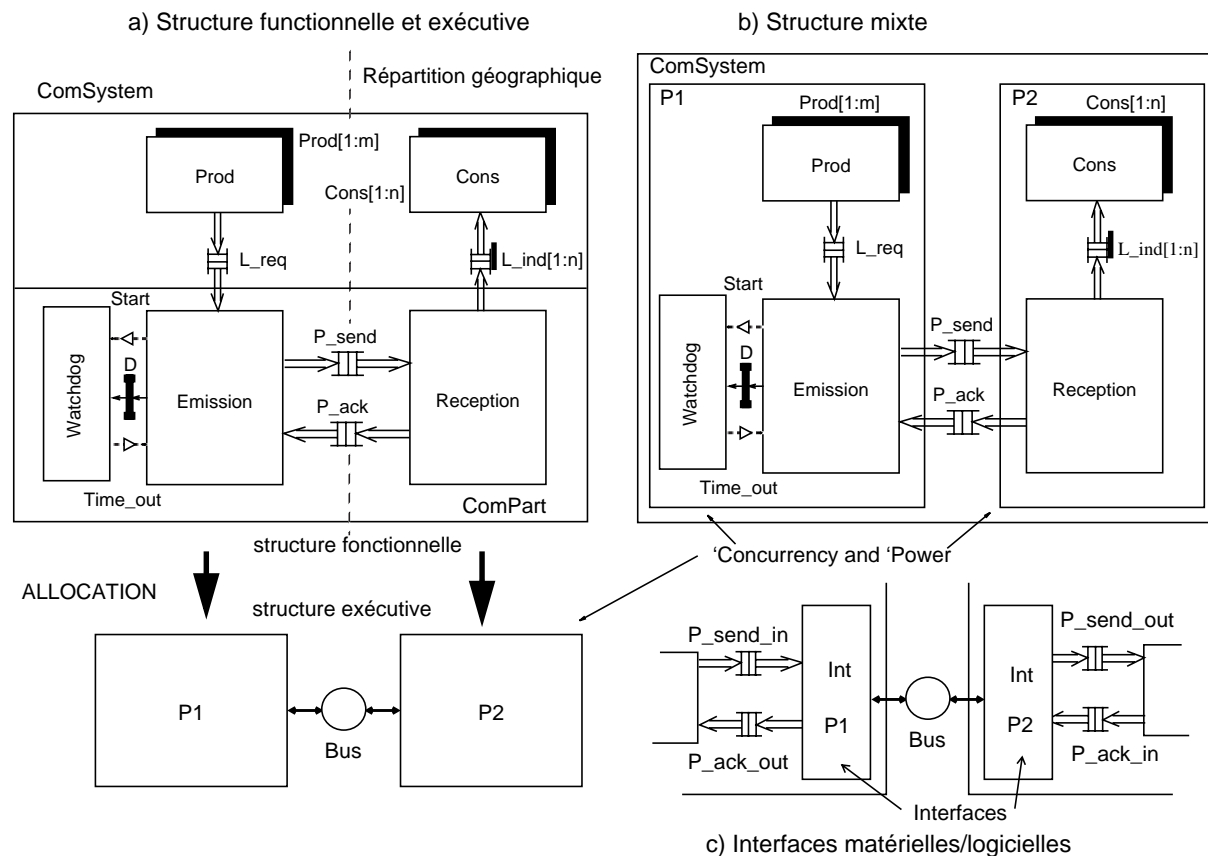 a) Structure functionnelle et exécutive
Répartition géographique
ComSystem
Prod[1:m]
Prod
Cons
Cons[1:n]
L_req
L_ind[1:n]
Start
P_send
D
Watchdog
Emission
Reception
P_ack
Time_out
ComPart
structure fonctionnelle
ALLOCATION
structure exécutive
P1
P2
Bus
b) Structure mixte
ComSystem
P1
P2
Prod[1:m]
Cons[1:n]
Prod
Cons
L_req
L_ind[1:n]
Start
P_send
D
Watchdog
Emission
Reception
P_ack
Time_out
‘Concurrency and ‘Power
P_send_in
P_send_out
Int
Int
P1
P2
Bus
P_ack_out
P_ack_in
Interfaces
c) Interfaces matérielles/logicielles